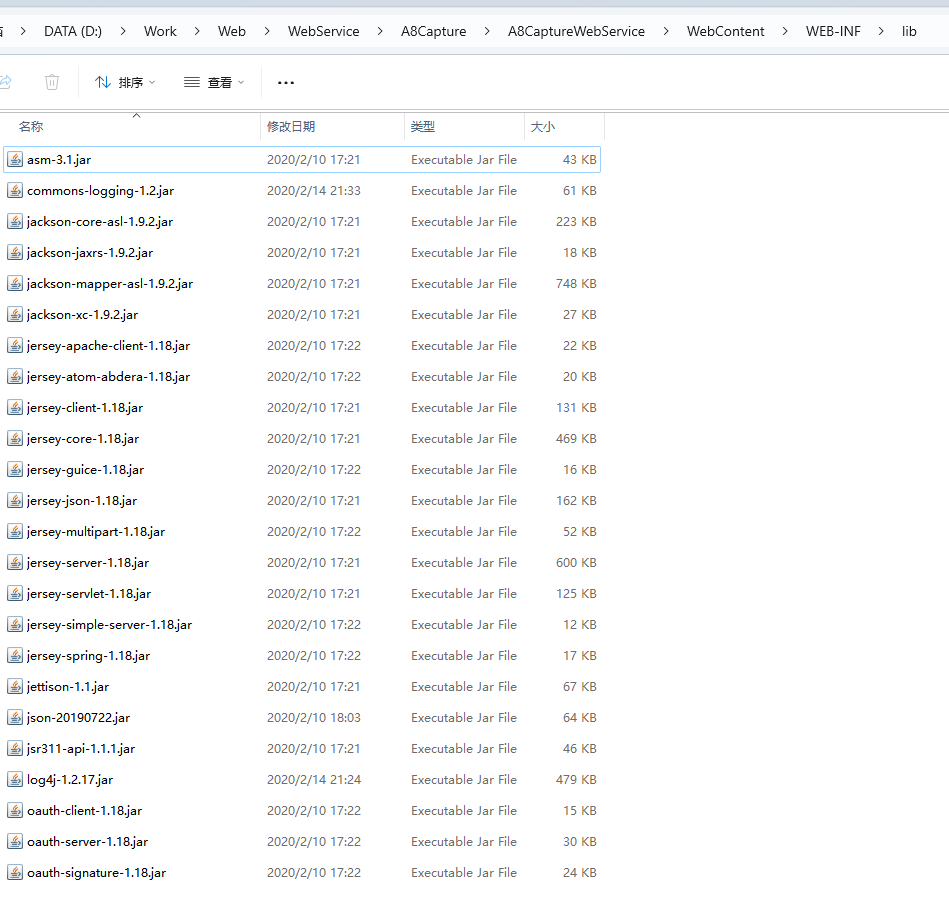 DATA (D:) > Work > Web > WebService > A8Capture > A8CaptureWebService > WebContent > WEB-INF > lib
排序 查看 ...
名称 修改日期 类型 大小
asm-3.1.jar 2020/2/10 17:21 Executable Jar File 43 KB
commons-logging-1.2.jar 2020/2/14 21:33 Executable Jar File 61 KB
jackson-core-asl-1.9.2.jar 2020/2/10 17:21 Executable Jar File 223 KB
jackson-jaxrs-1.9.2.jar 2020/2/10 17:21 Executable Jar File 18 KB
jackson-mapper-asl-1.9.2.jar 2020/2/10 17:21 Executable Jar File 748 KB
jackson-xc-1.9.2.jar 2020/2/10 17:21 Executable Jar File 27 KB
jersey-apache-client-1.18.jar 2020/2/10 17:22 Executable Jar File 22 KB
jersey-atom-abdera-1.18.jar 2020/2/10 17:22 Executable Jar File 20 KB
jersey-client-1.18.jar 2020/2/10 17:21 Executable Jar File 131 KB
jersey-core-1.18.jar 2020/2/10 17:21 Executable Jar File 469 KB
jersey-guice-1.18.jar 2020/2/10 17:22 Executable Jar File 16 KB
jersey-json-1.18.jar 2020/2/10 17:21 Executable Jar File 162 KB
jersey-multipart-1.18.jar 2020/2/10 17:22 Executable Jar File 52 KB
jersey-server-1.18.jar 2020/2/10 17:21 Executable Jar File 600 KB
jersey-servlet-1.18.jar 2020/2/10 17:21 Executable Jar File 125 KB
jersey-simple-server-1.18.jar 2020/2/10 17:22 Executable Jar File 12 KB
jersey-spring-1.18.jar 2020/2/10 17:22 Executable Jar File 17 KB
jettison-1.1.jar 2020/2/10 17:21 Executable Jar File 67 KB
json-20190722.jar 2020/2/10 18:03 Executable Jar File 64 KB
jsr311-api-1.1.1.jar 2020/2/10 17:21 Executable Jar File 46 KB
log4j-1.2.17.jar 2020/2/14 21:24 Executable Jar File 479 KB
oauth-client-1.18.jar 2020/2/10 17:22 Executable Jar File 15 KB
oauth-server-1.18.jar 2020/2/10 17:22 Executable Jar File 30 KB
oauth-signature-1.18.jar 2020/2/10 17:22 Executable Jar File 24 KB